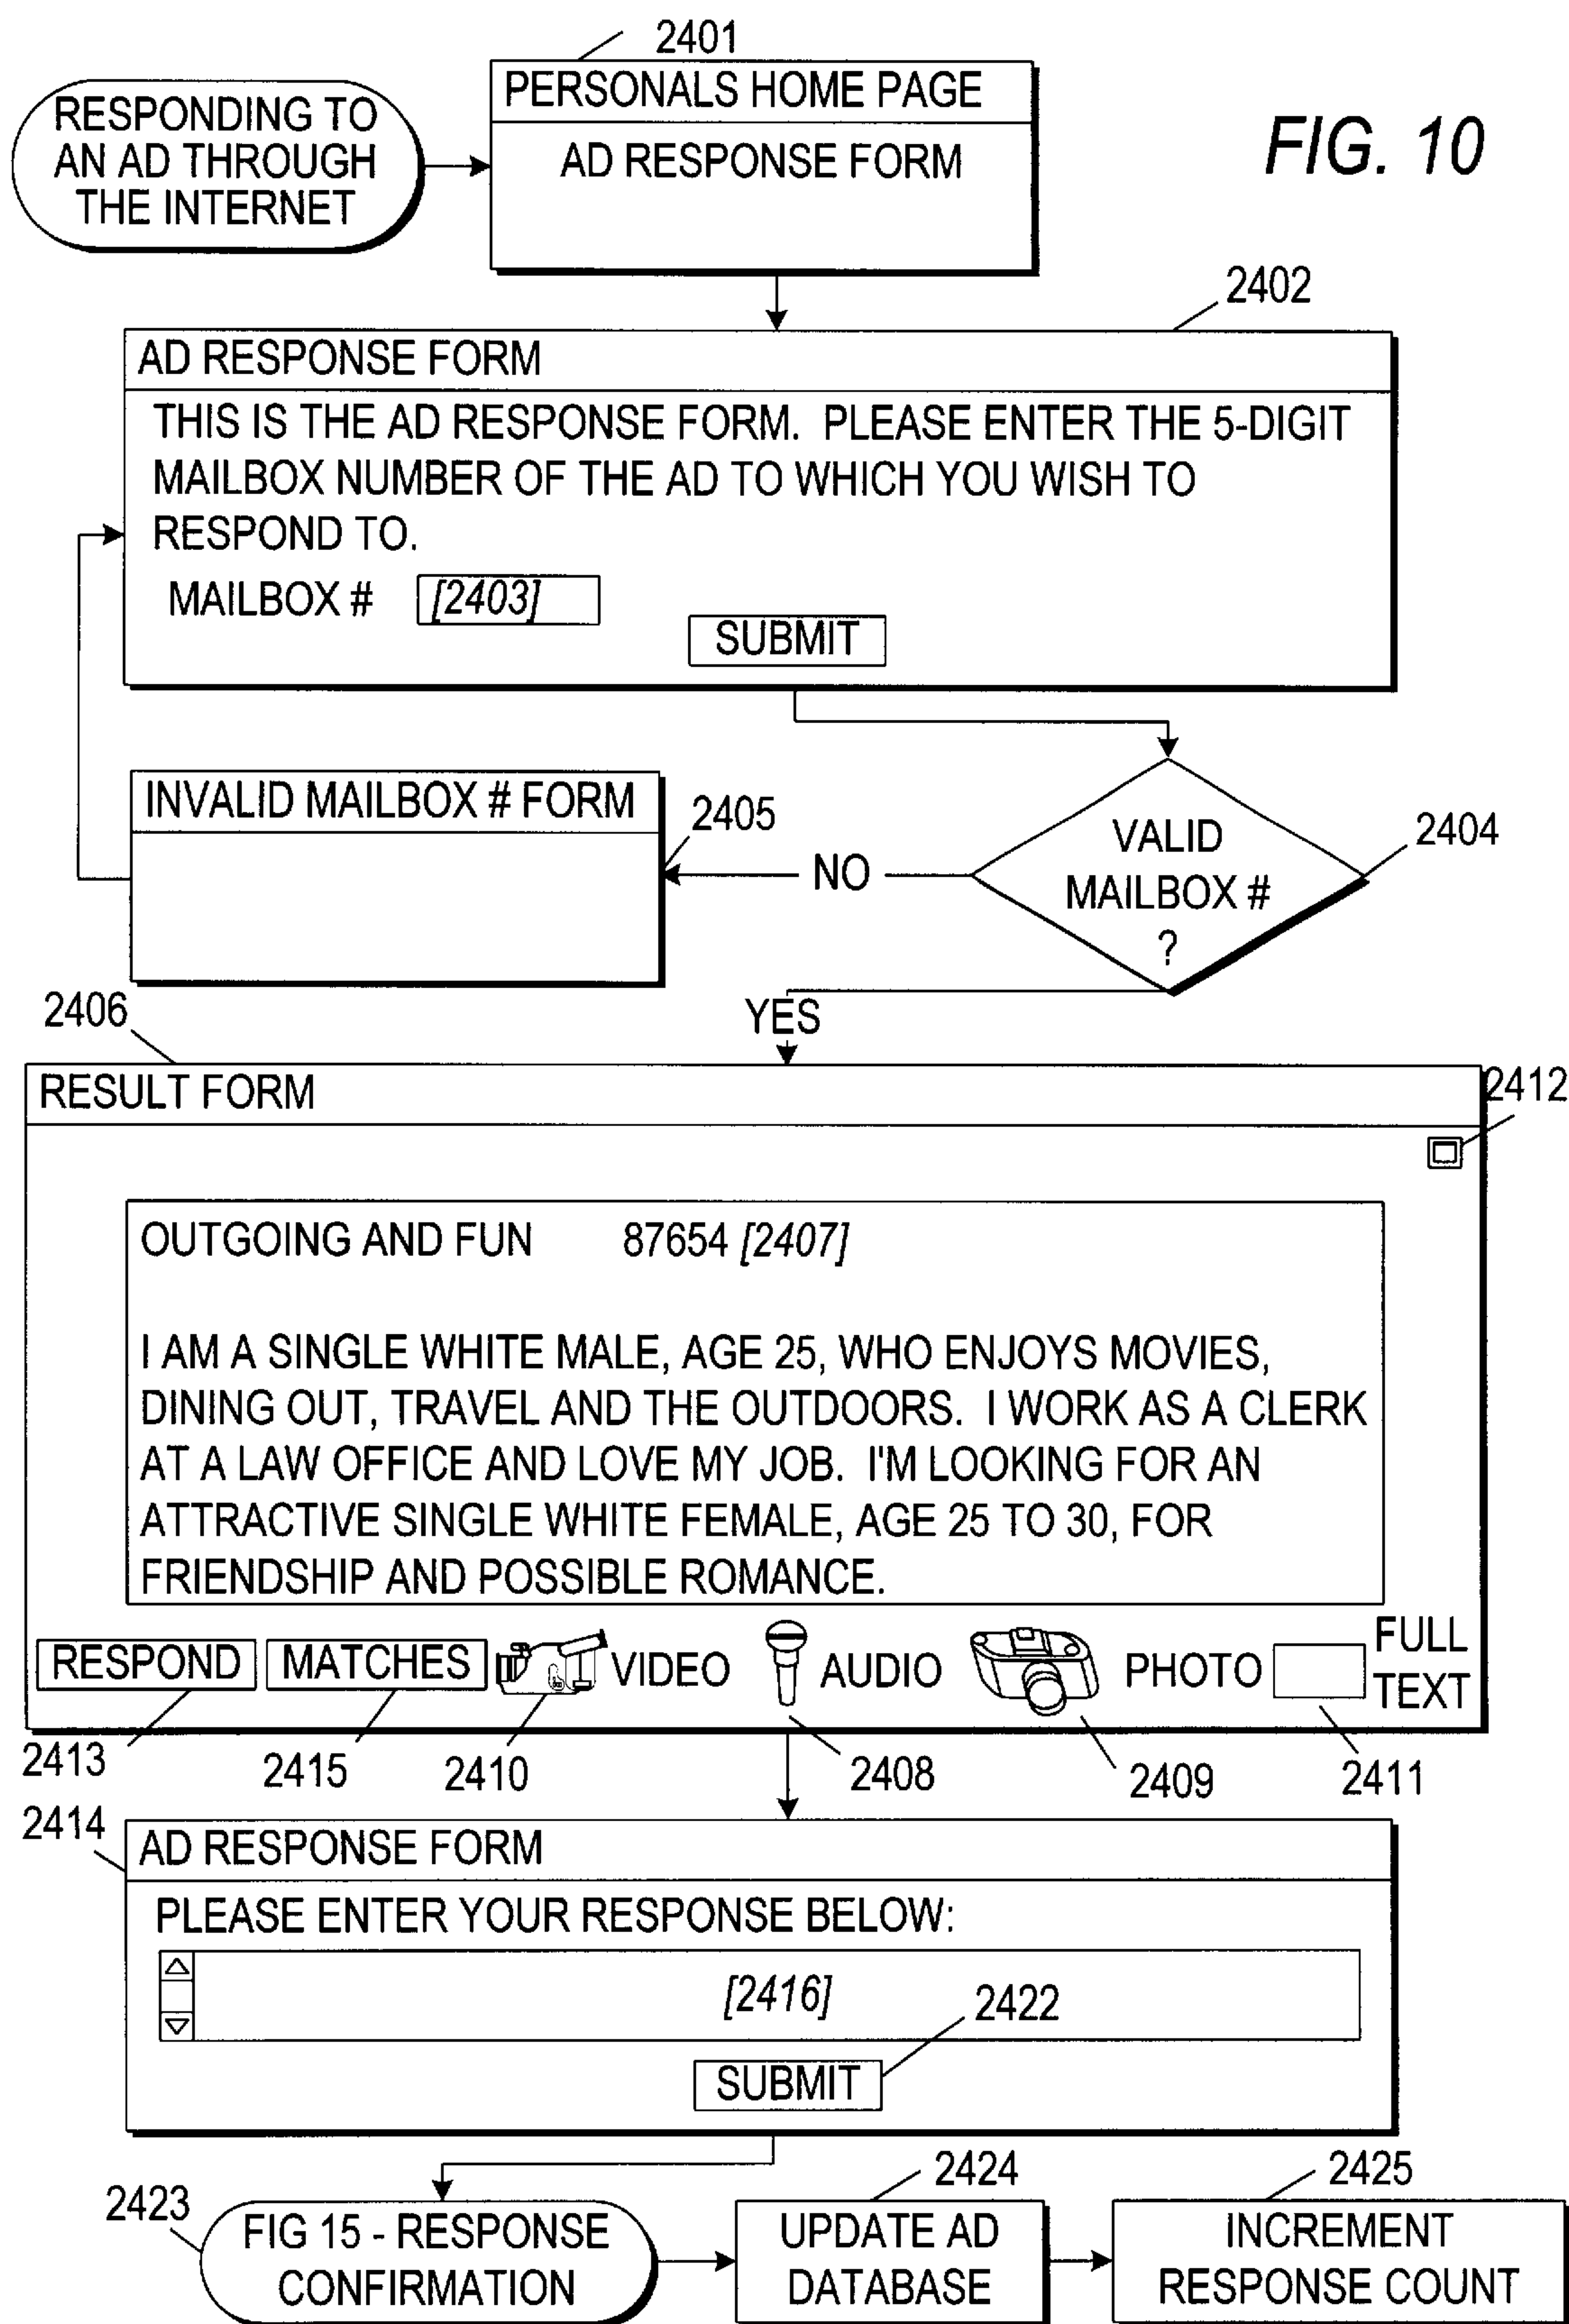 2401
PERSONALS HOME PAGE
AD RESPONSE FORM
RESPONDING TO
AN AD THROUGH
THE INTERNET
FIG. 10
2402
AD RESPONSE FORM
THIS IS THE AD RESPONSE FORM. PLEASE ENTER THE 5-DIGIT
MAILBOX NUMBER OF THE AD TO WHICH YOU WISH TO
RESPOND TO.
MAILBOX # [2403]
SUBMIT
INVALID MAILBOX # FORM
2405
NO
VALID
MAILBOX #
?
2404
YES
2406
RESULT FORM
2412
OUTGOING AND FUN 87654 [2407]
I AM A SINGLE WHITE MALE, AGE 25, WHO ENJOYS MOVIES,
DINING OUT, TRAVEL AND THE OUTDOORS. I WORK AS A CLERK
AT A LAW OFFICE AND LOVE MY JOB. I'M LOOKING FOR AN
ATTRACTIVE SINGLE WHITE FEMALE, AGE 25 TO 30, FOR
FRIENDSHIP AND POSSIBLE ROMANCE.
RESPOND MATCHES VIDEO AUDIO PHOTO FULL
TEXT
2413 2415 2410 2408 2409 2411
2414
AD RESPONSE FORM
PLEASE ENTER YOUR RESPONSE BELOW:
[2416]
2422
SUBMIT
2423
FIG 15 - RESPONSE
CONFIRMATION
2424
UPDATE AD
DATABASE
2425
INCREMENT
RESPONSE COUNT